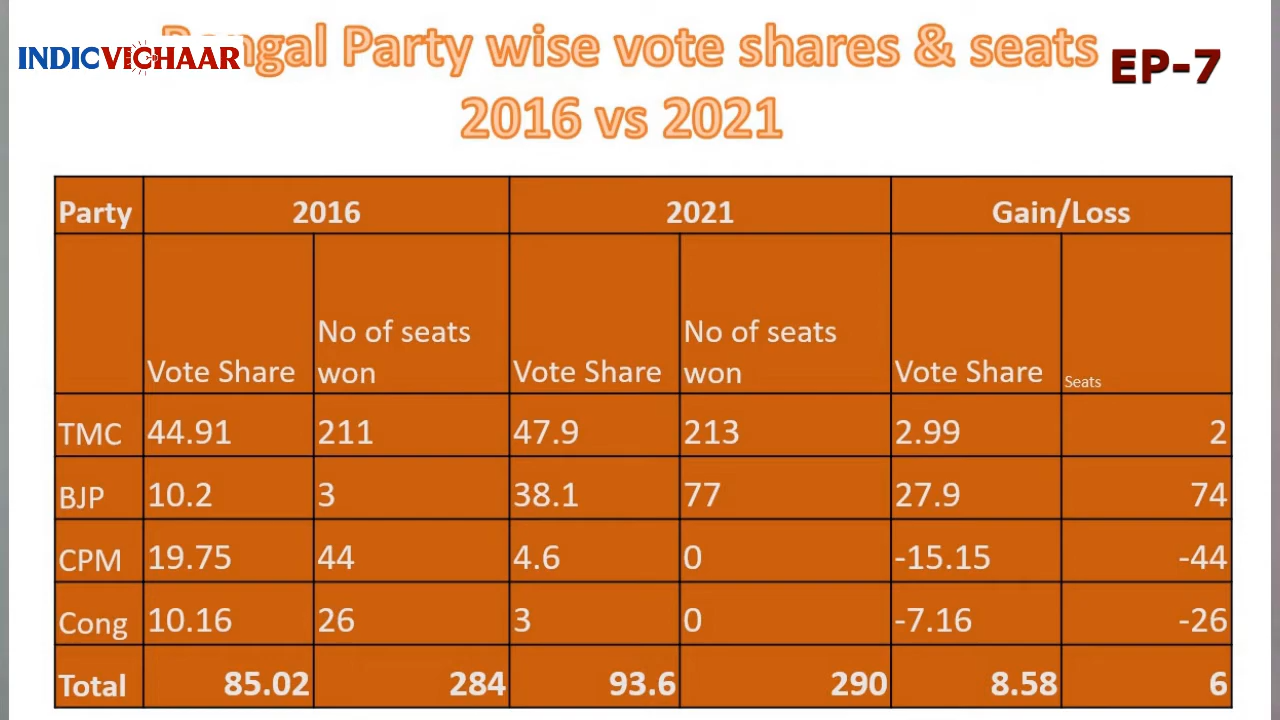 Bengal Party wise vote shares & seats
INDICVICHAAR
EP-7
2016 vs 2021
Party 2016 2021 Gain/Loss
Vote Share No of seats won Vote Share No of seats won Vote Share Seats
TMC 44.91 211 47.9 213 2.99 2
BJP 10.2 3 38.1 77 27.9 74
CPM 19.75 44 4.6 0 -15.15 -44
Cong 10.16 26 3 0 -7.16 -26
Total 85.02 284 93.6 290 8.58 6